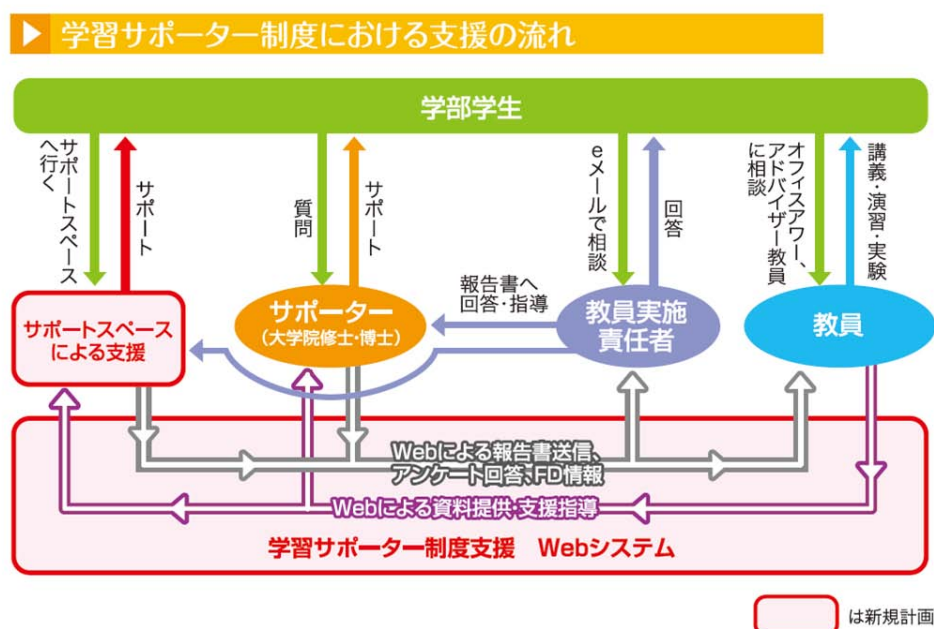 学習サポーター制度における支援の流れ
学部学生
サポートスペース
へ行く
サポート
質問
サポート
eメールで相談
回答
オフィスアワー、
アドバイザー教員
に相談
講義・演習・実験
サポートスペース
による支援
サポーター
(大学院修士・博士)
報告書へ
回答・指導
教員実施
責任者
教員
Webによる報告書送信、
アンケート回答、FD情報
Webによる資料提供・支援指導
学習サポーター制度支援 Webシステム
は新規計画